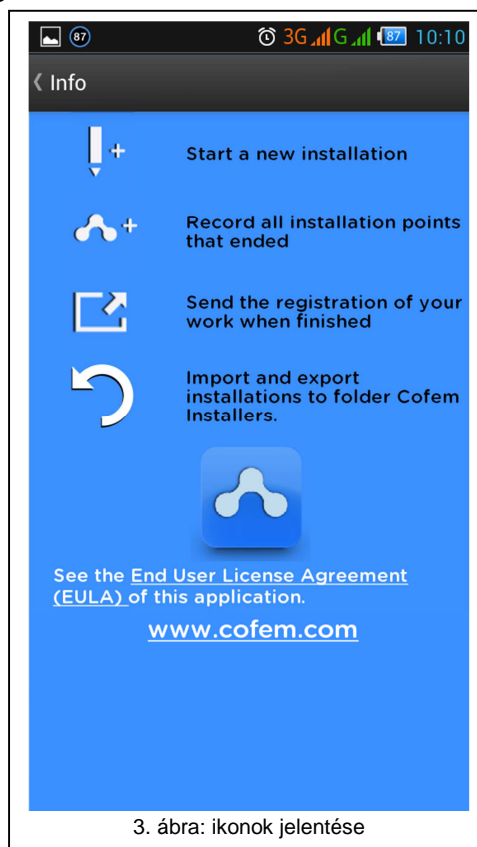 87
3G G 87 10:10
Info
Start a new installation
Record all installation points
that ended
Send the registration of your
work when finished
Import and export
installations to folder Cofem
Installers.
See the End User License Agreement
(EULA) of this application.
www.cofem.com
3. ábra: ikonok jelentése